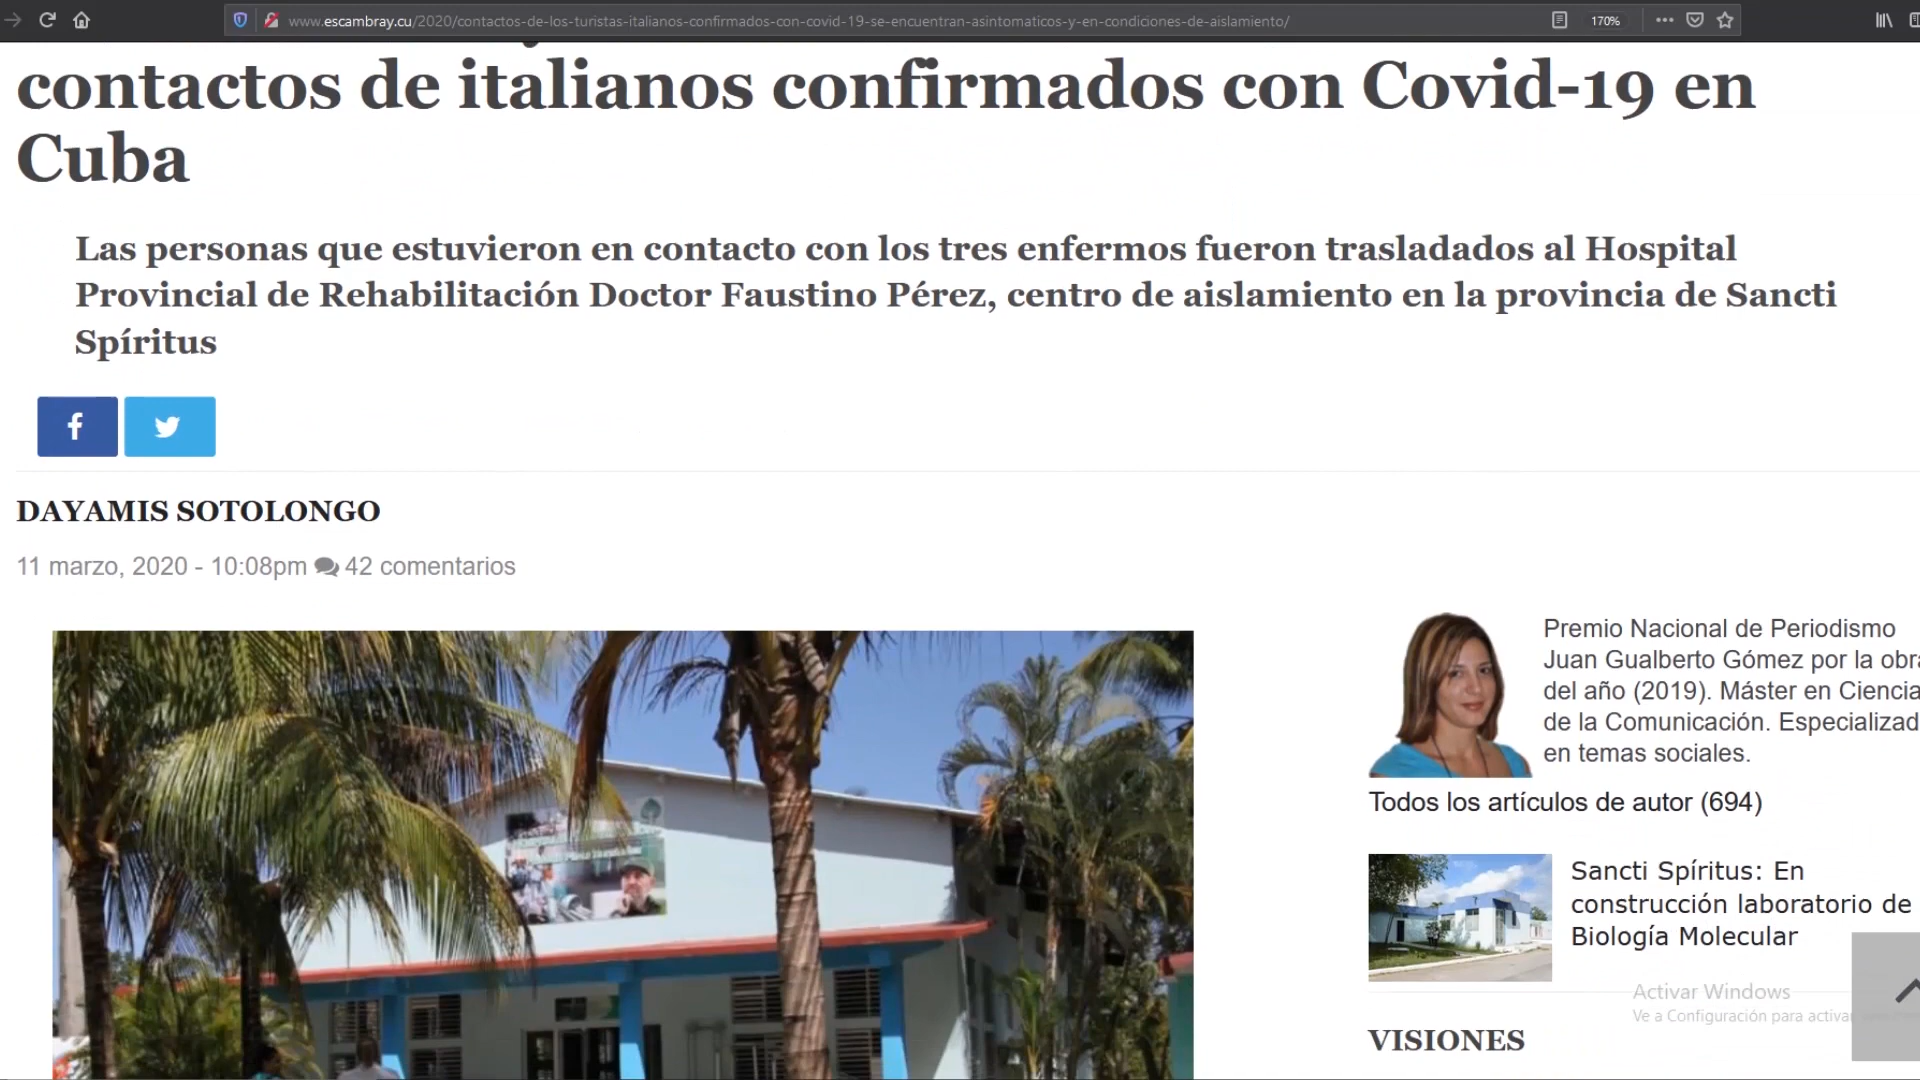 www.escambray.cu/2020/contactos-de-los-turistas-italianos-confirmados-con-covid-19-se-encuentran-asintomaticos-y-en-condiciones-de-aislamiento/
170%
contactos de italianos confirmados con Covid-19 en
Cuba
Las personas que estuvieron en contacto con los tres enfermos fueron trasladados al Hospital
Provincial de Rehabilitación Doctor Faustino Pérez, centro de aislamiento en la provincia de Sancti
Spíritus
DAYAMIS SOTOLONGO
11 marzo, 2020 - 10:08pm 42 comentarios
Premio Nacional de Periodismo
Juan Gualberto Gómez por la obra
del año (2019). Máster en Ciencia
de la Comunicación. Especializad
en temas sociales.
Todos los artículos de autor (694)
Sancti Spíritus: En
construcción laboratorio de
Biología Molecular
Activar Windows
Ve a Configuración para activar
VISIONES